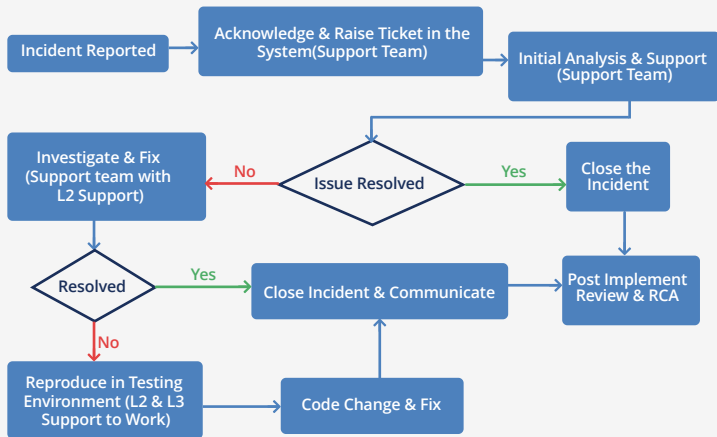 Incident Reported
Acknowledge & Raise Ticket in the
System(Support Team)
Initial Analysis & Support
(Support Team)
Investigate & Fix
(Support team with
L2 Support)
No
Issue Resolved
Yes
Close the
Incident
Resolved
Yes
Close Incident & Communicate
Post Implement
Review & RCA
No
Reproduce in Testing
Environment (L2 & L3
Support to Work)
Code Change & Fix